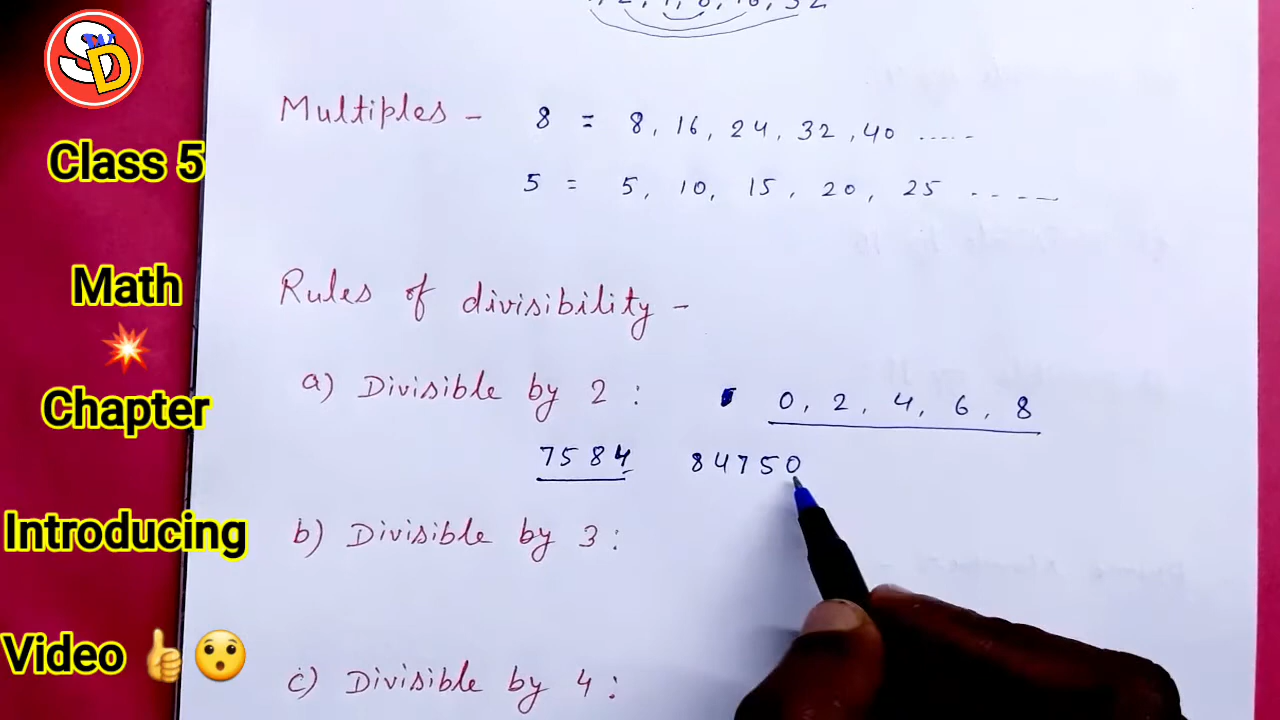 SD
Class 5
Math
Chapter
Introducing
Video
Multiples - 8 = 8, 16, 24, 32, 40 .....
5 = 5, 10, 15, 20, 25 ....
Rules of divisibility -
a) Divisible by 2 : 0, 2, 4, 6, 8
7584 84750
b) Divisible by 3 :
c) Divisible by 4 :